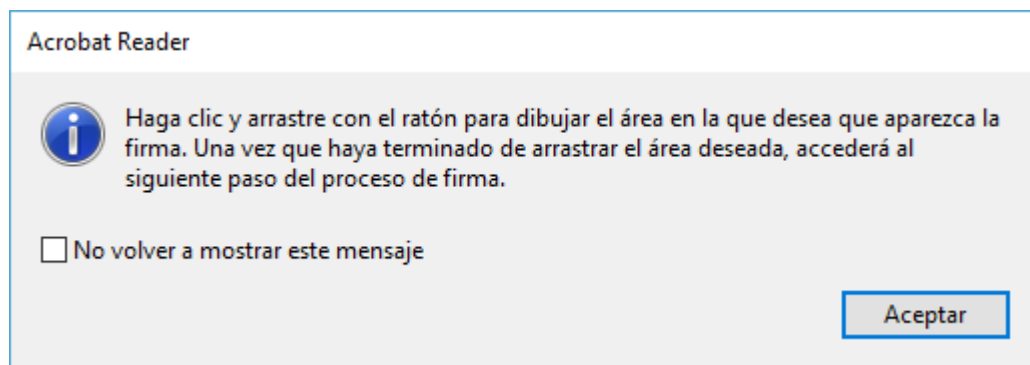 Acrobat Reader
Haga clic y arrastre con el ratón para dibujar el área en la que desea que aparezca la
firma. Una vez que haya terminado de arrastrar el área deseada, accederá al
siguiente paso del proceso de firma.
No volver a mostrar este mensaje
Aceptar